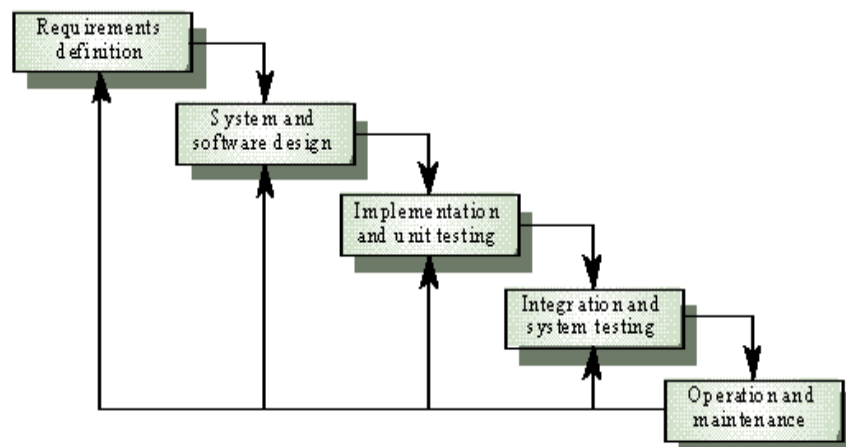 Requirements
definition
System and
software design
Implementation
and unit testing
Integration and
system testing
Operation and
maintenance